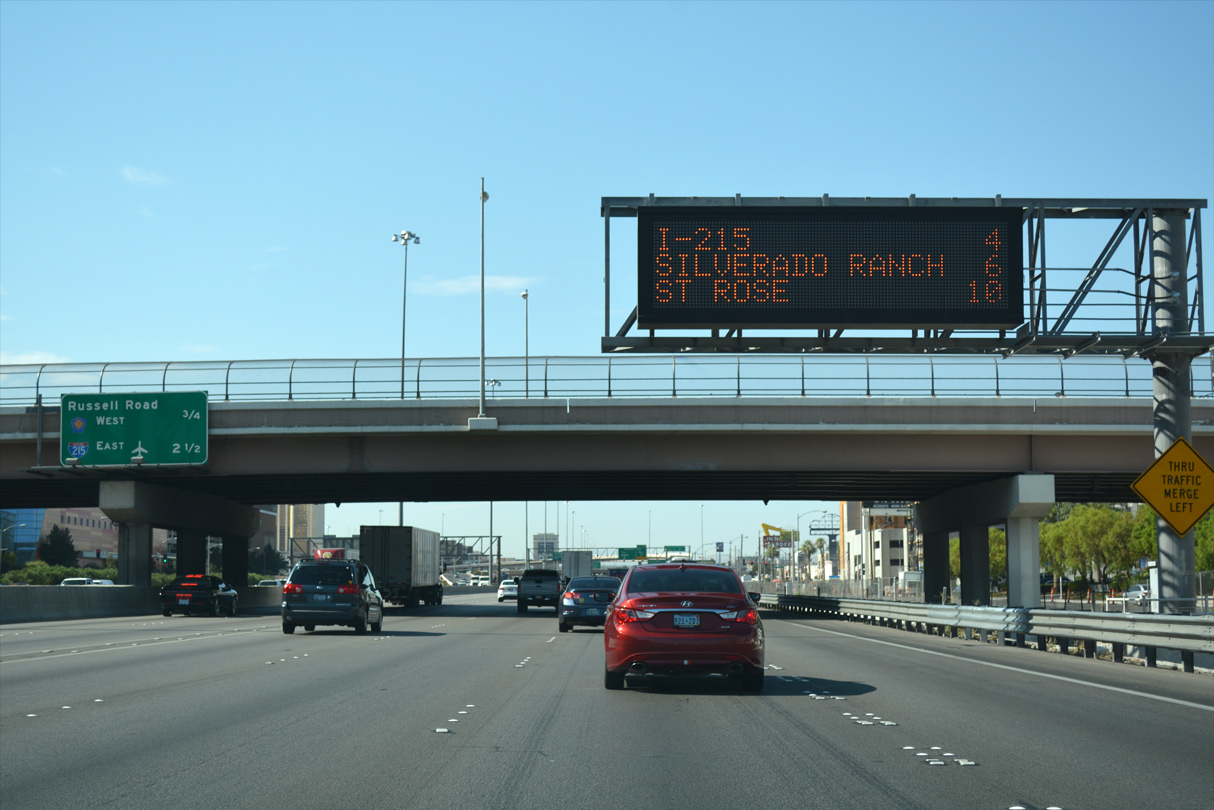 I-215 4
SILVERADO RANCH 6
ST ROSE 10
Russell Road 3/4
WEST
215 EAST 2 1/2
THRU
TRAFFIC
MERGE
LEFT